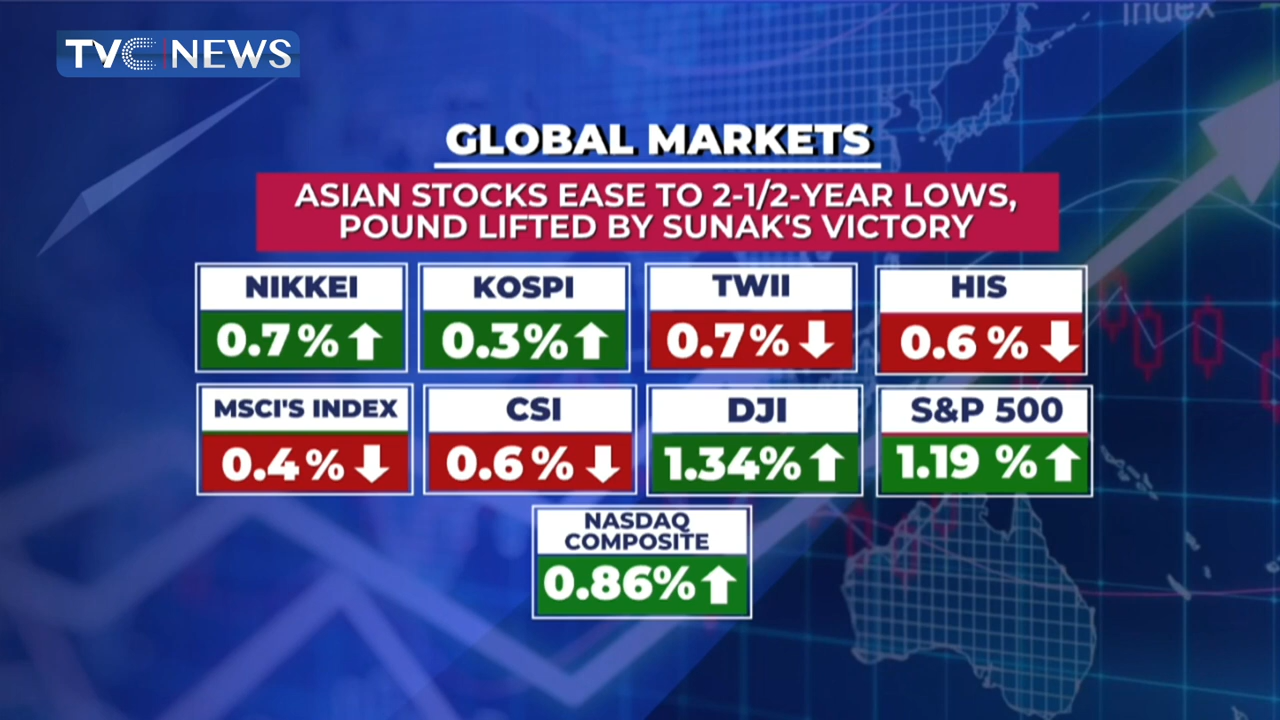 TVC NEWS
Index
GLOBAL MARKETS
ASIAN STOCKS EASE TO 2-1/2-YEAR LOWS,
POUND LIFTED BY SUNAK'S VICTORY
NIKKEI
0.7%
KOSPI
0.3%
TWII
0.7%
HIS
0.6%
MSCI'S INDEX
0.4%
CSI
0.6%
DJI
1.34%
S&P 500
1.19 %
NASDAQ
COMPOSITE
0.86%